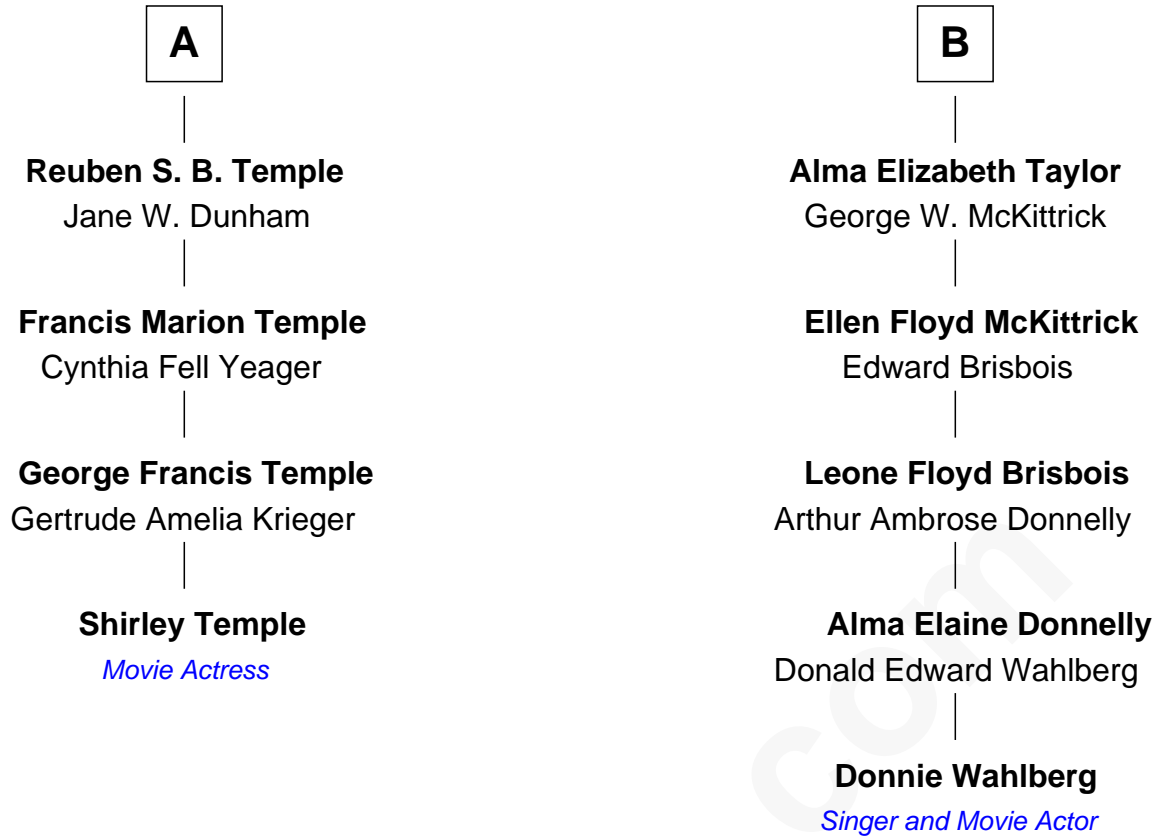 A
Reuben S. B. Temple
Jane W. Dunham
Francis Marion Temple
Cynthia Fell Yeager
George Francis Temple
Gertrude Amelia Krieger
Shirley Temple
Movie Actress
B
Alma Elizabeth Taylor
George W. McKittrick
Ellen Floyd McKittrick
Edward Brisbois
Leone Floyd Brisbois
Arthur Ambrose Donnelly
Alma Elaine Donnelly
Donald Edward Wahlberg
Donnie Wahlberg
Singer and Movie Actor
com